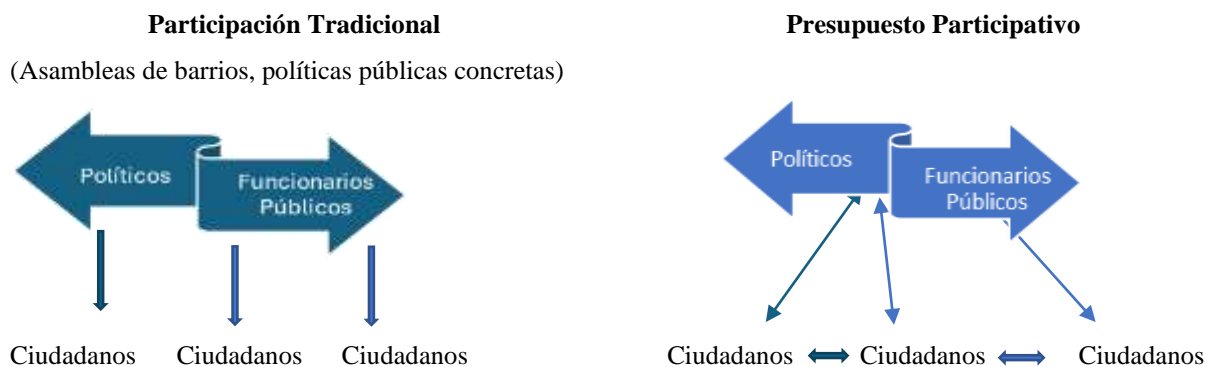 Participación Tradicional
(Asambleas de barrios, políticas públicas concretas)
Políticos
Funcionarios
Públicos
Ciudadanos Ciudadanos Ciudadanos
Presupuesto Participativo
Políticos
Funcionarios
Públicos
Ciudadanos Ciudadanos Ciudadanos